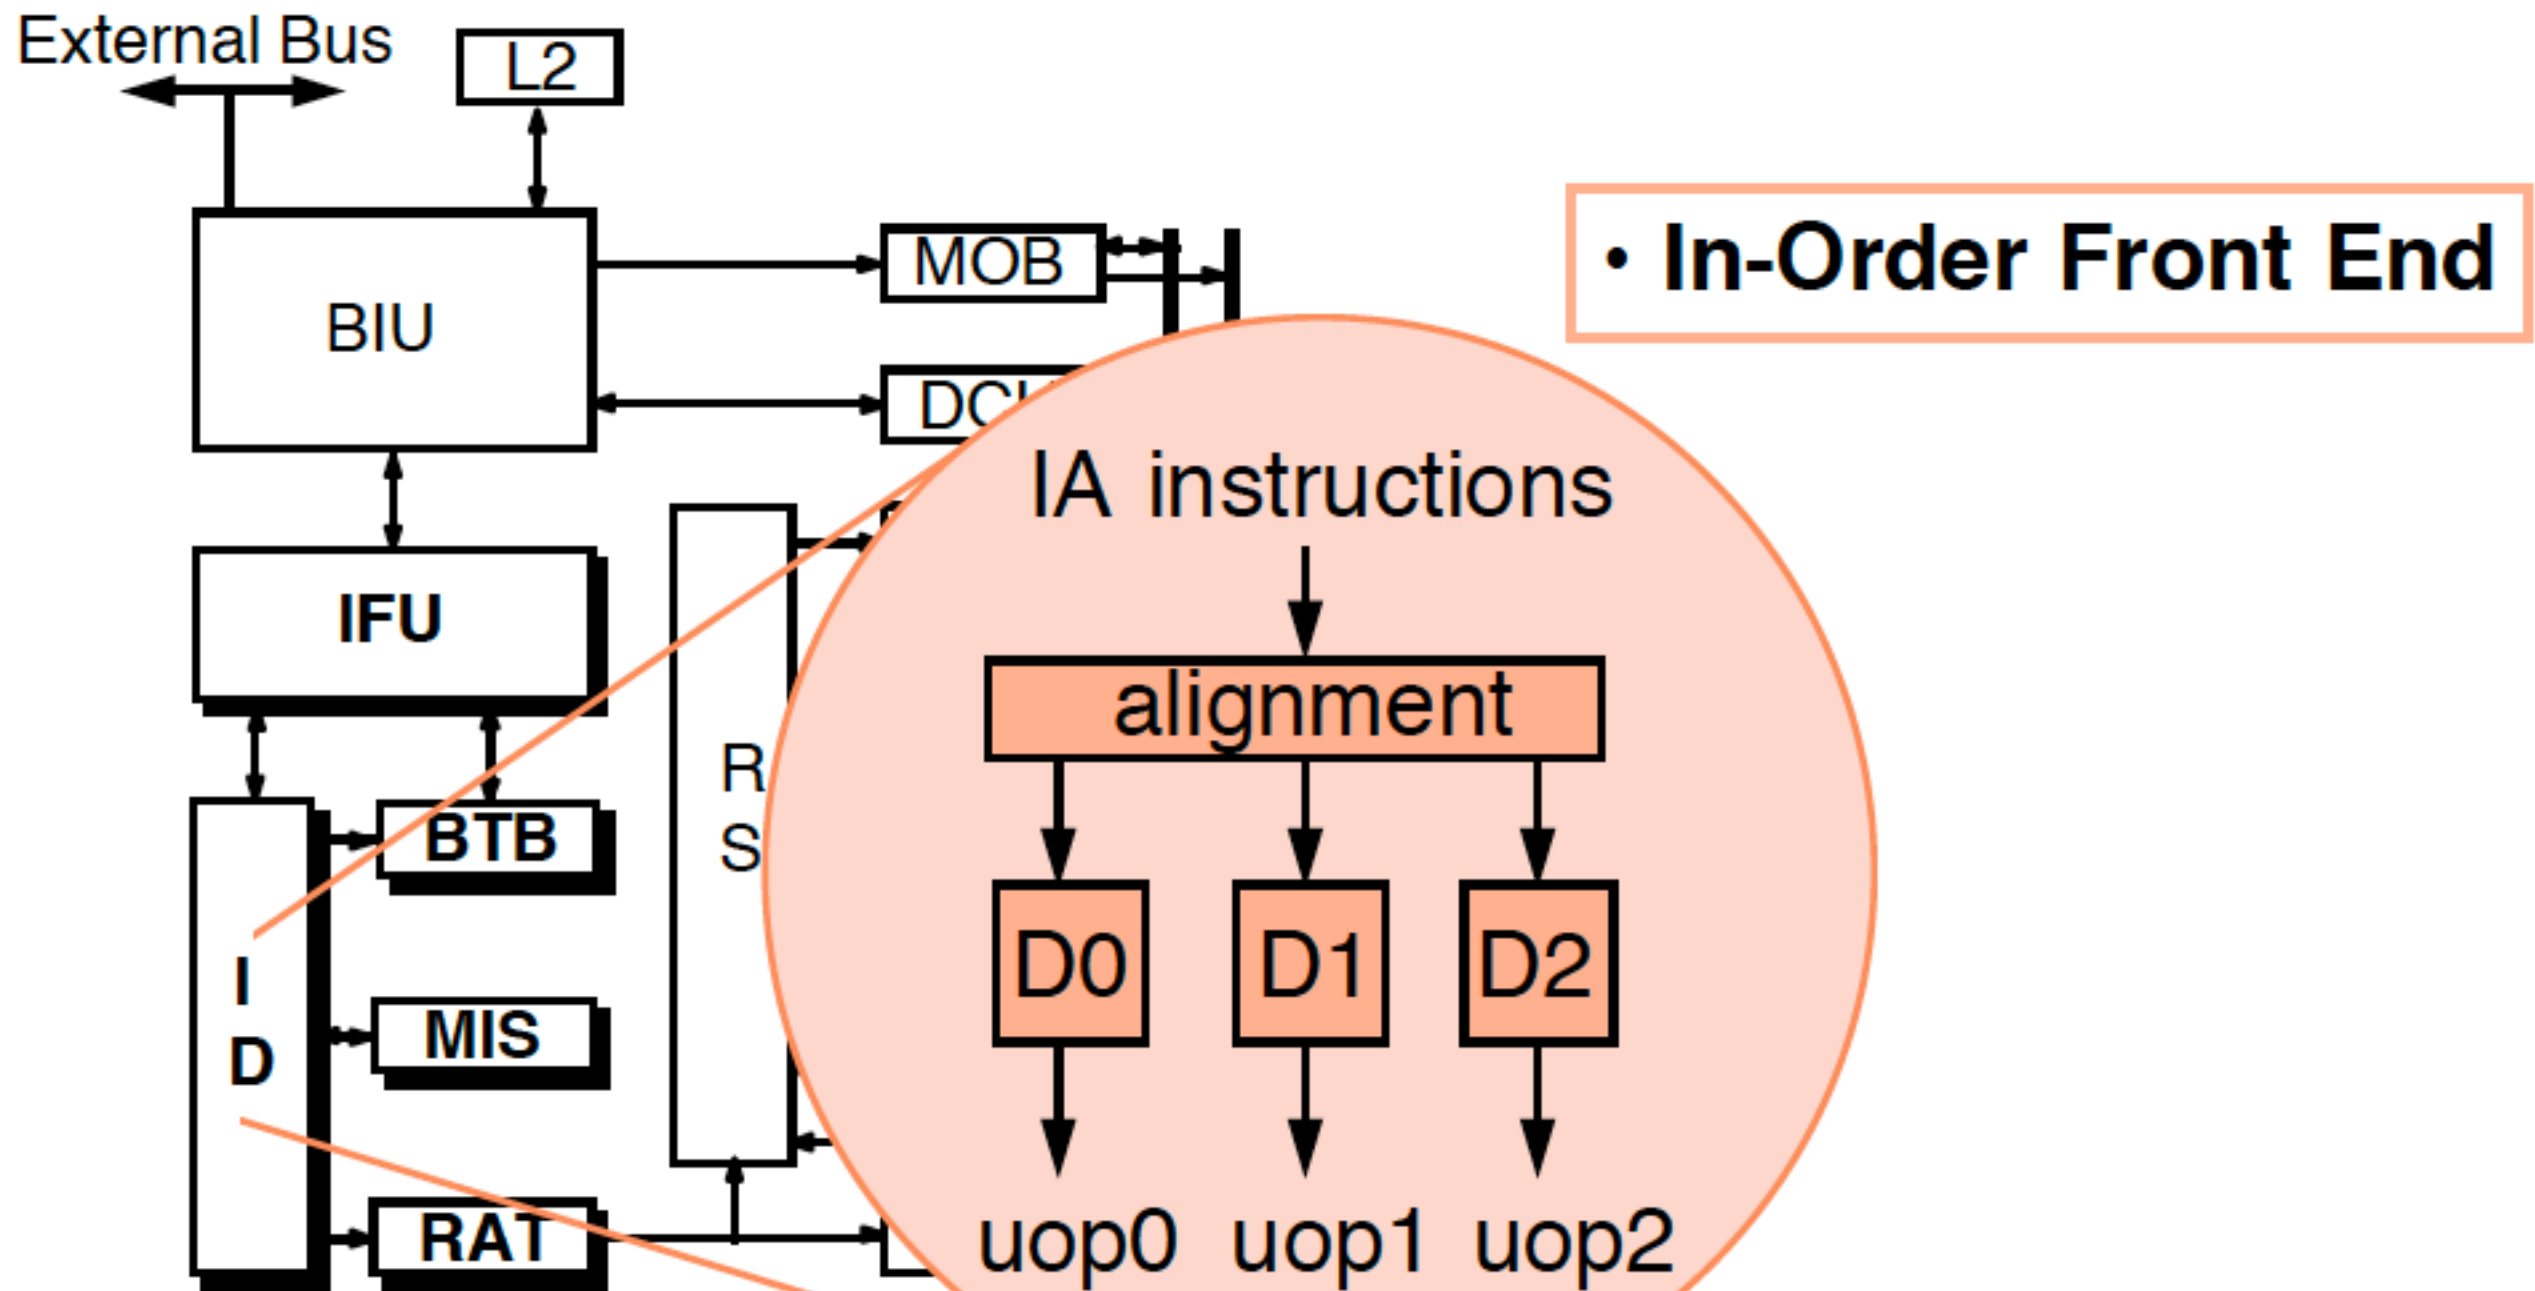 External Bus
L2
• In-Order Front End
MOB
BIU
IA instructions
IFU
alignment
R
S
BTB
D0 D1 D2
I
D
MIS
RAT
uop0 uop1 uop2